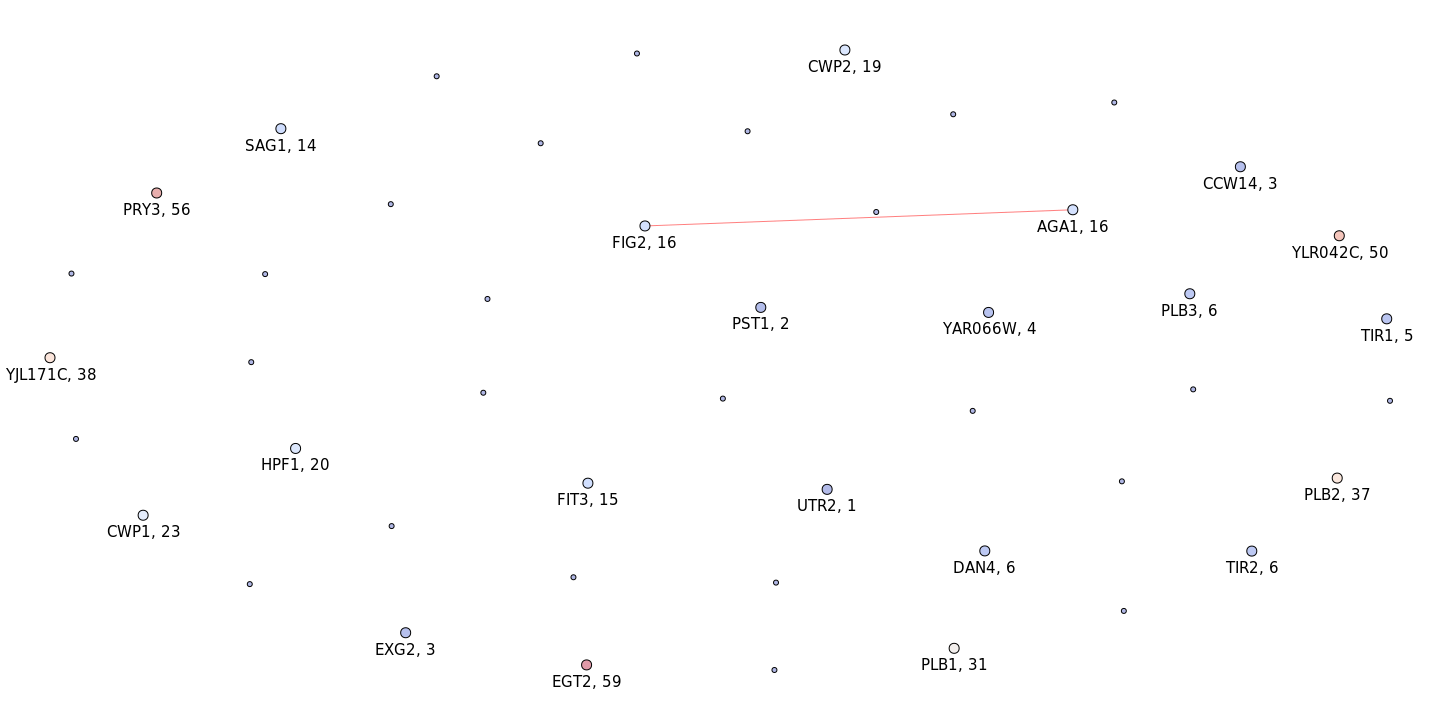 CWP2, 19
SAG1, 14
CCW14, 3
PRY3, 56
AGA1, 16
FIG2, 16
YLR042C, 50
PLB3, 6
PST1, 2
YAR066W, 4
TIR1, 5
YJL171C, 38
HPF1, 20
PLB2, 37
FIT3, 15
UTR2, 1
CWP1, 23
DAN4, 6
TIR2, 6
EXG2, 3
PLB1, 31
EGT2, 59